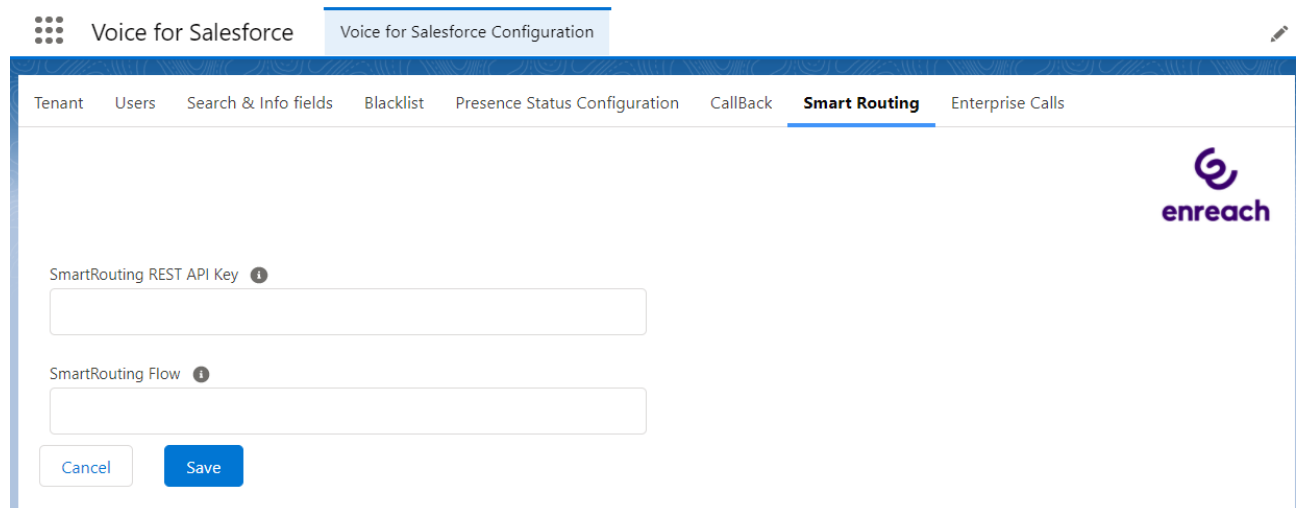 Voice for Salesforce Voice for Salesforce Configuration
Tenant Users Search & Info fields Blacklist Presence Status Configuration CallBack Smart Routing Enterprise Calls
enreach
SmartRouting REST API Key
SmartRouting Flow
Cancel Save